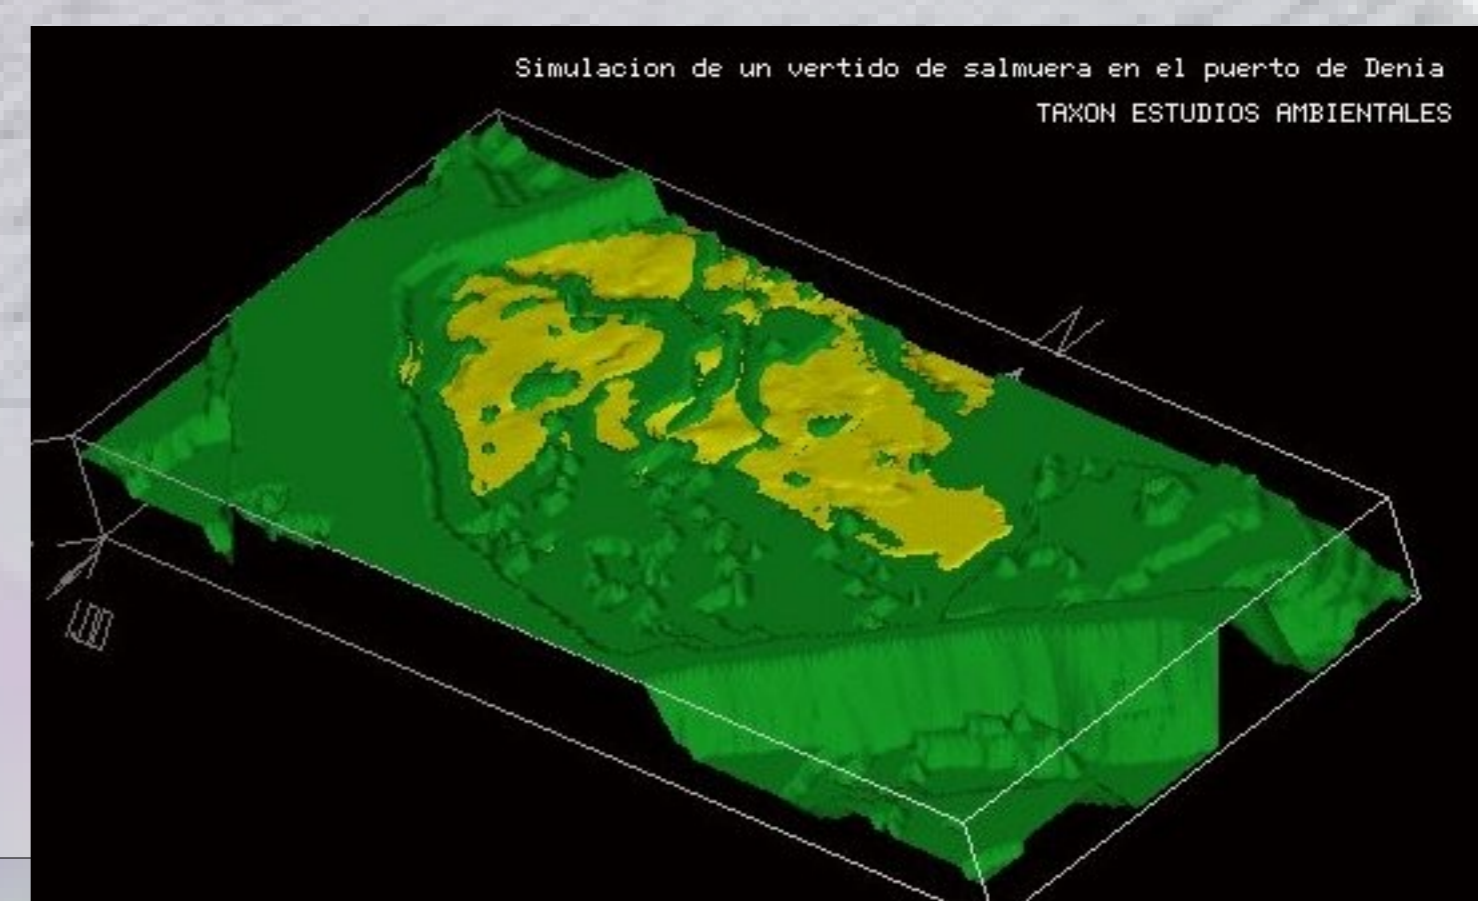 Simulacion de un vertido de salmuera en el puerto de Denia
TAXON ESTUDIOS AMBIENTALES
N